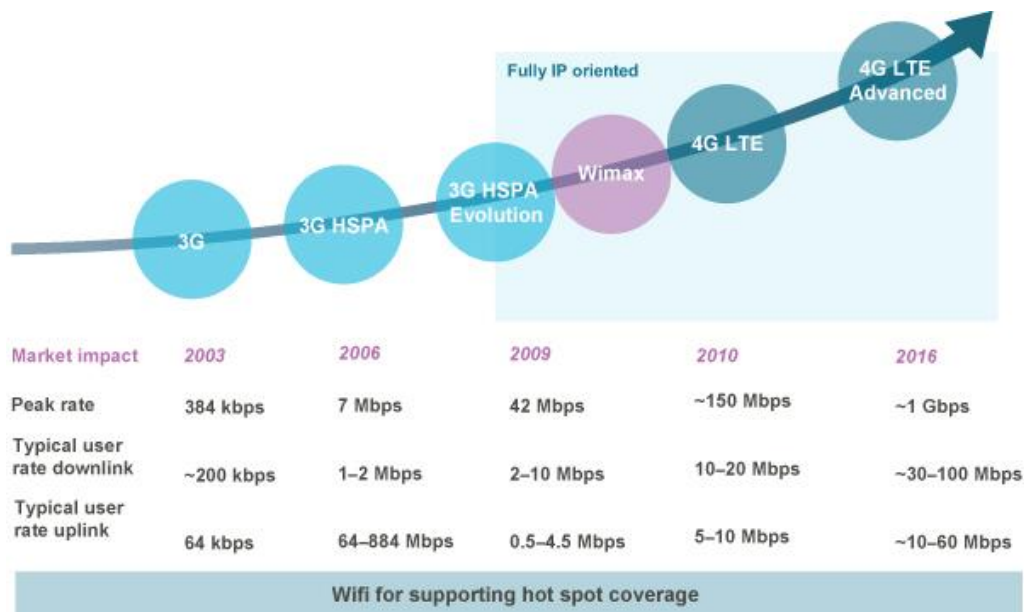 Fully IP oriented
3G
3G HSPA
3G HSPA
Evolution
Wimax
4G LTE
4G LTE
Advanced
Market impact 2003 2006 2009 2010 2016
Peak rate 384 kbps 7 Mbps 42 Mbps ~150 Mbps ~1 Gbps
Typical user
rate downlink ~200 kbps 1–2 Mbps 2–10 Mbps 10–20 Mbps ~30–100 Mbps
Typical user
rate uplink 64 kbps 64–884 Mbps 0.5–4.5 Mbps 5–10 Mbps ~10–60 Mbps
Wifi for supporting hot spot coverage